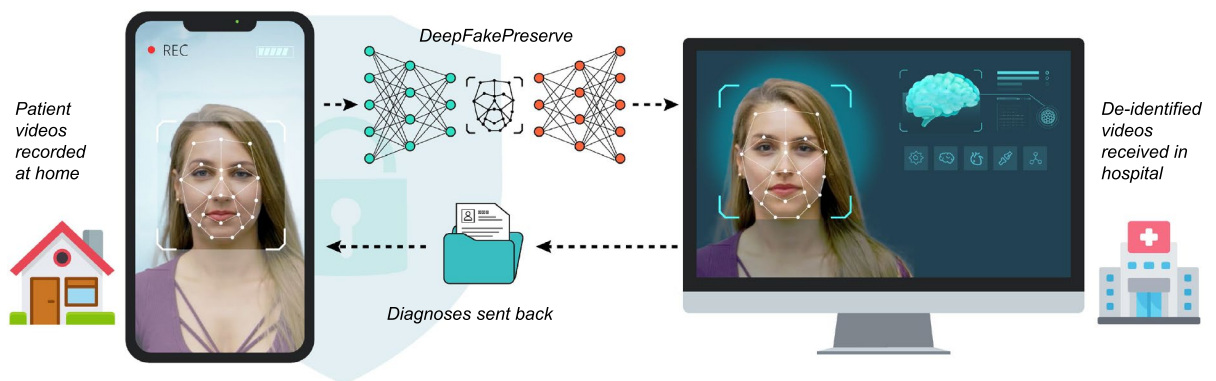 DeepFakePreserve
REC
Patient
videos
recorded
at home
De-identified
videos
received in
hospital
Diagnoses sent back